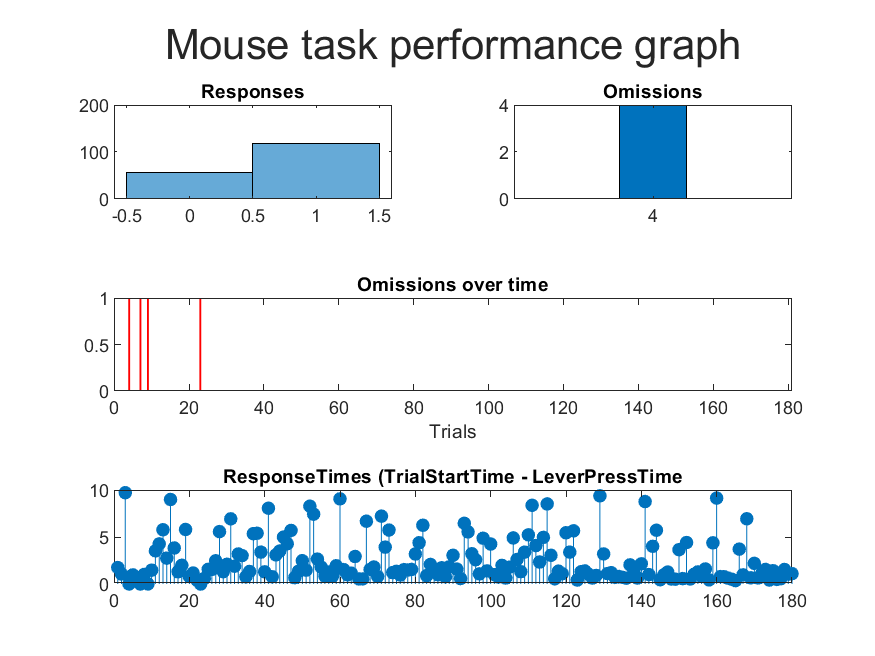 Mouse task performance graph
Responses
200
100
0
-0.5 0 0.5 1 1.5
Omissions
4
2
0
4
Omissions over time
1
0.5
0
0 20 40 60 80 100 120 140 160 180
Trials
ResponseTimes (TrialStartTime - LeverPressTime
10
5
0
0 20 40 60 80 100 120 140 160 180